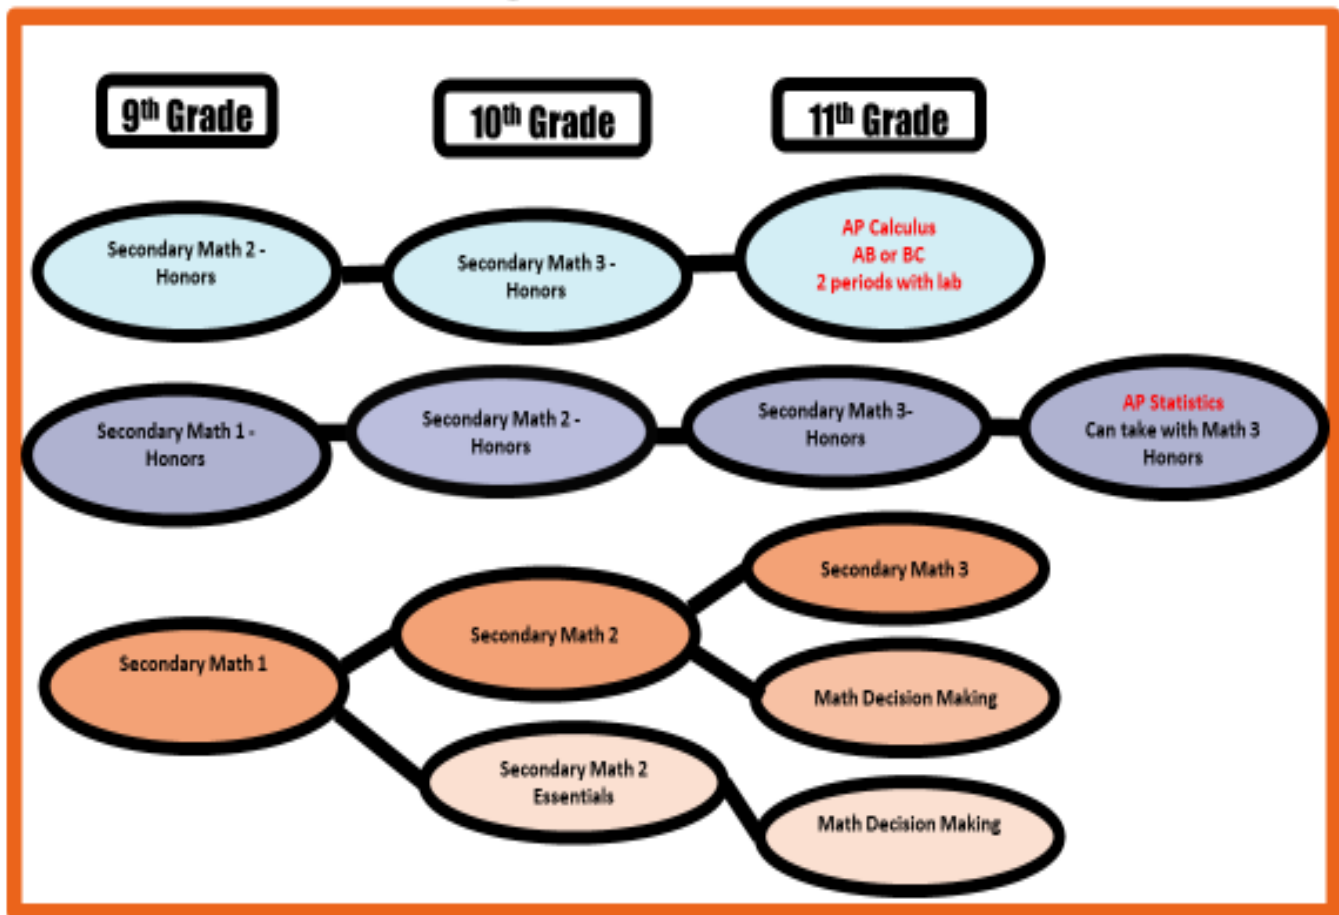 9th Grade
10th Grade
11th Grade
Secondary Math 2 -
Honors
Secondary Math 3 -
Honors
AP Calculus
AB or BC
2 periods with lab
Secondary Math 1 -
Honors
Secondary Math 2 -
Honors
Secondary Math 3-
Honors
AP Statistics
Can take with Math 3
Honors
Secondary Math 1
Secondary Math 2
Secondary Math 3
Math Decision Making
Secondary Math 2
Essentials
Math Decision Making